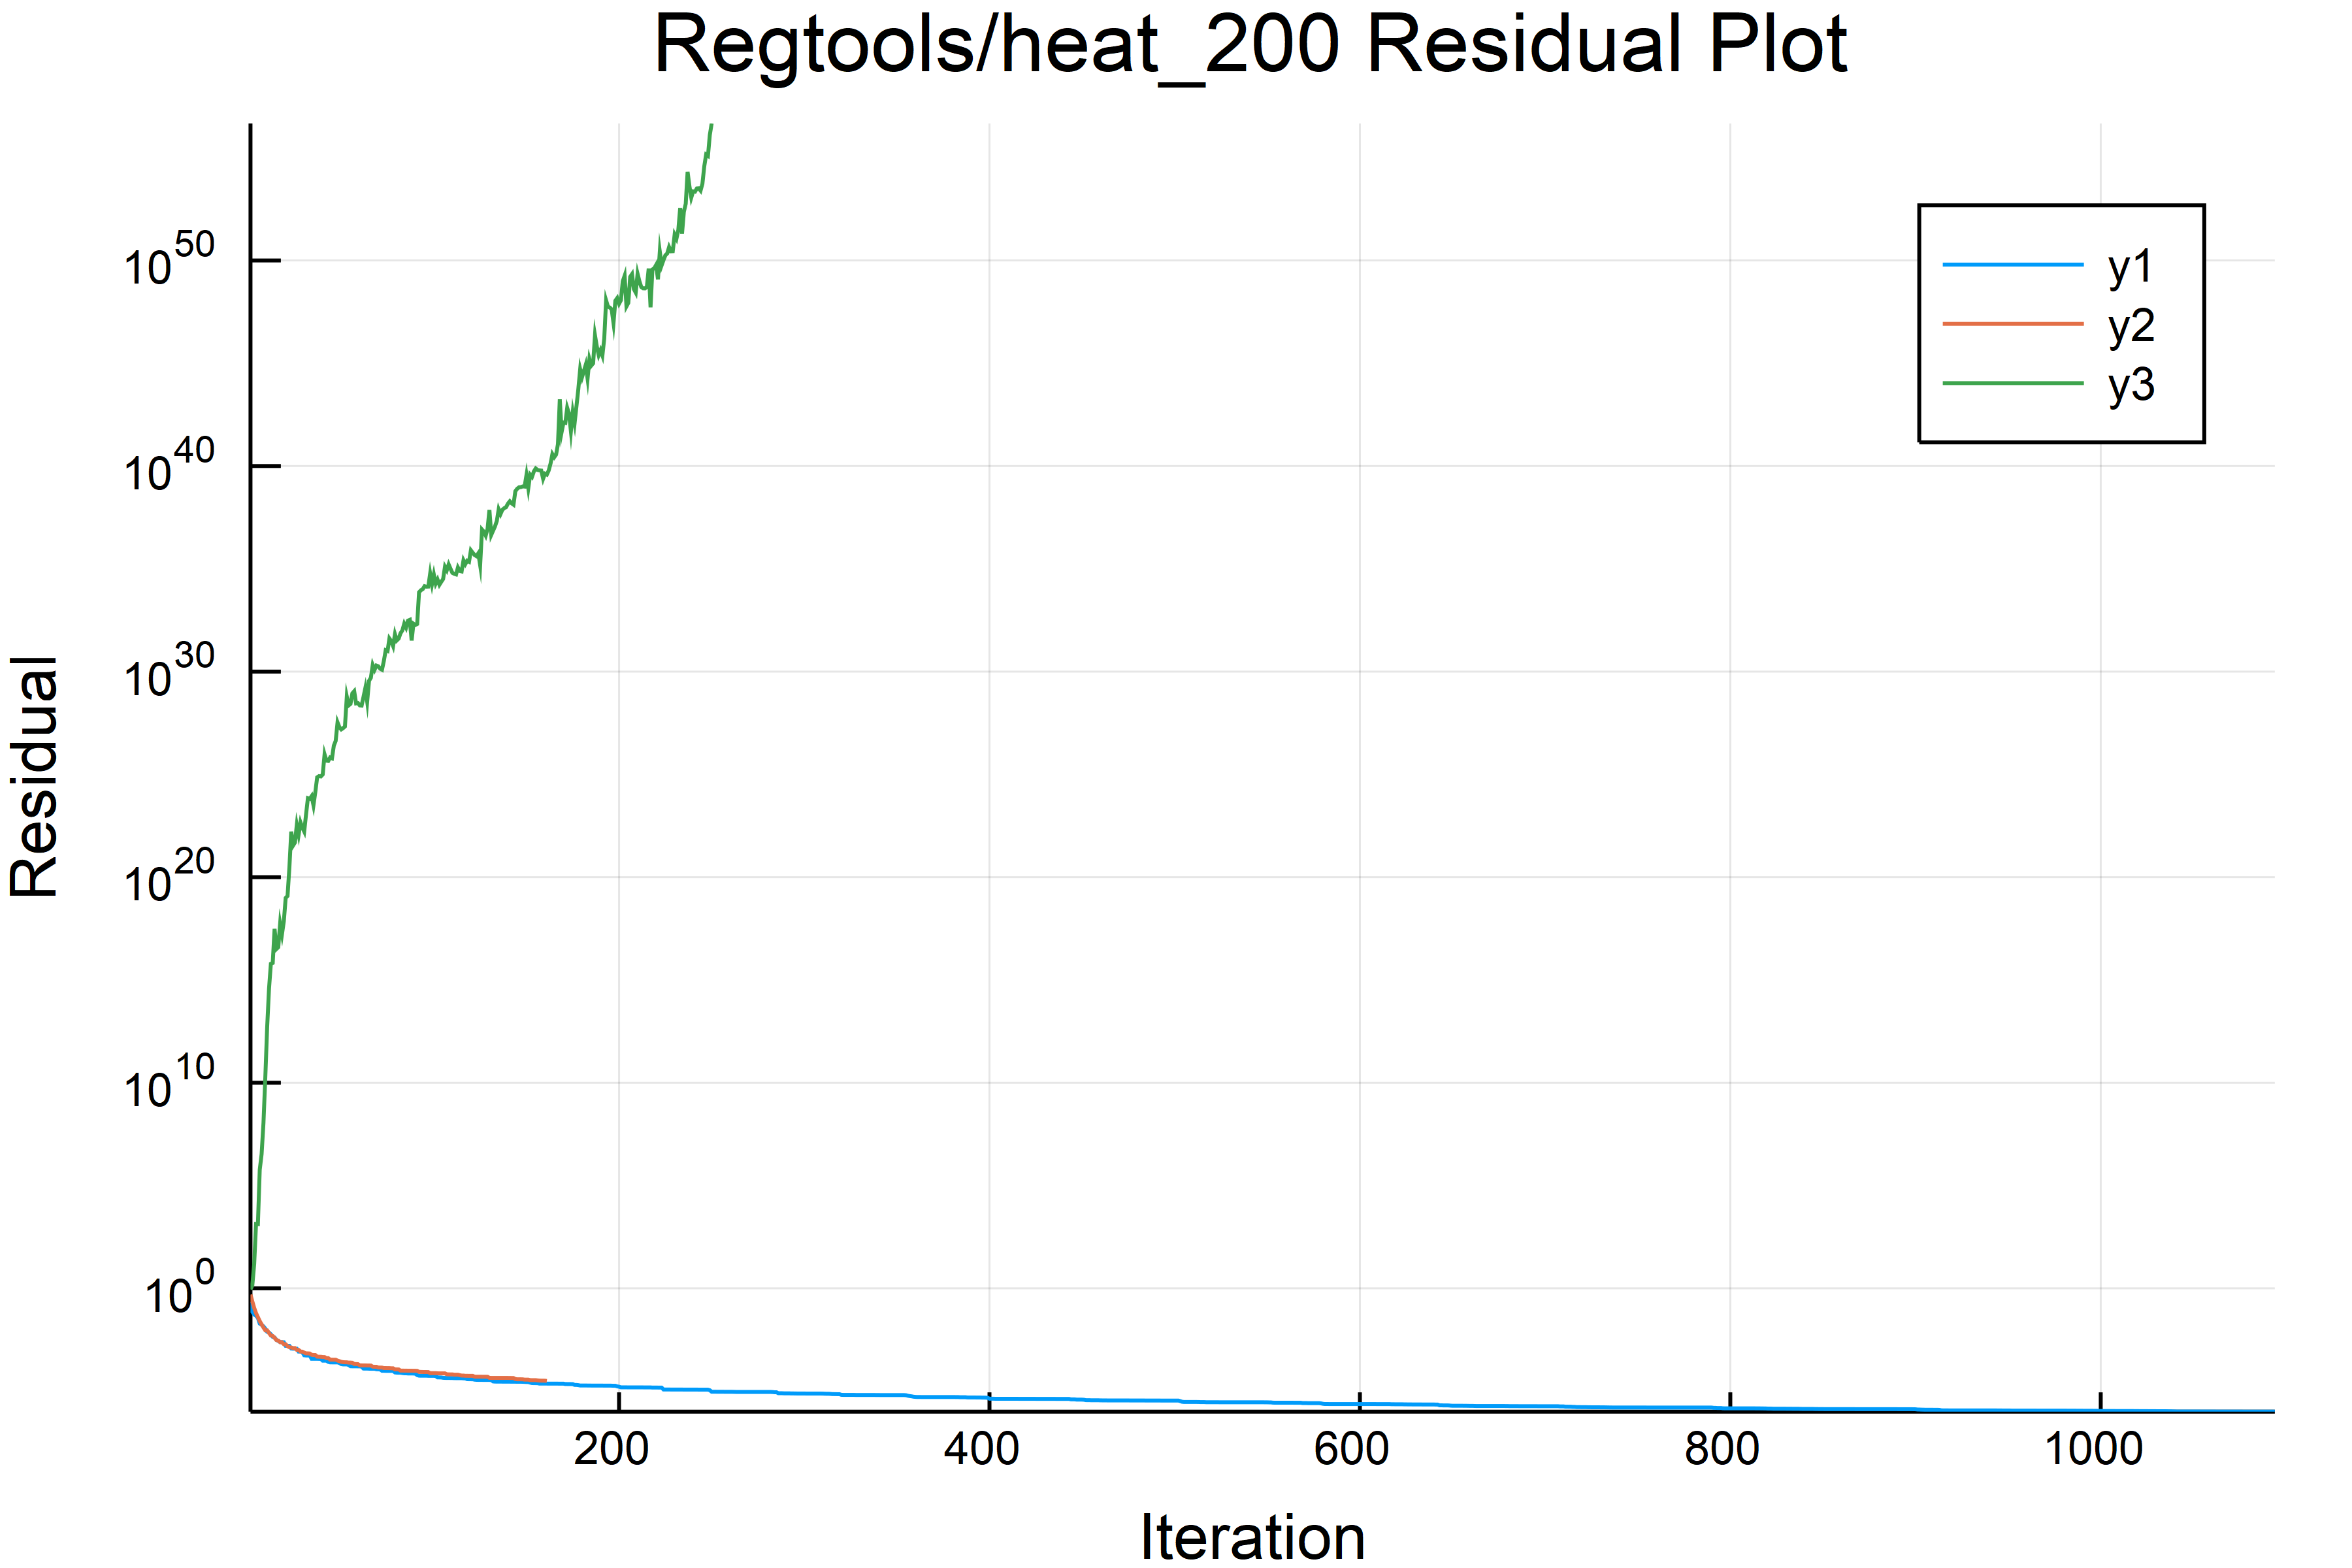 Regtools/heat_200 Residual Plot
Residual
10^50
10^40
10^30
10^20
10^10
10^0
y1
y2
y3
200 400 600 800 1000
Iteration